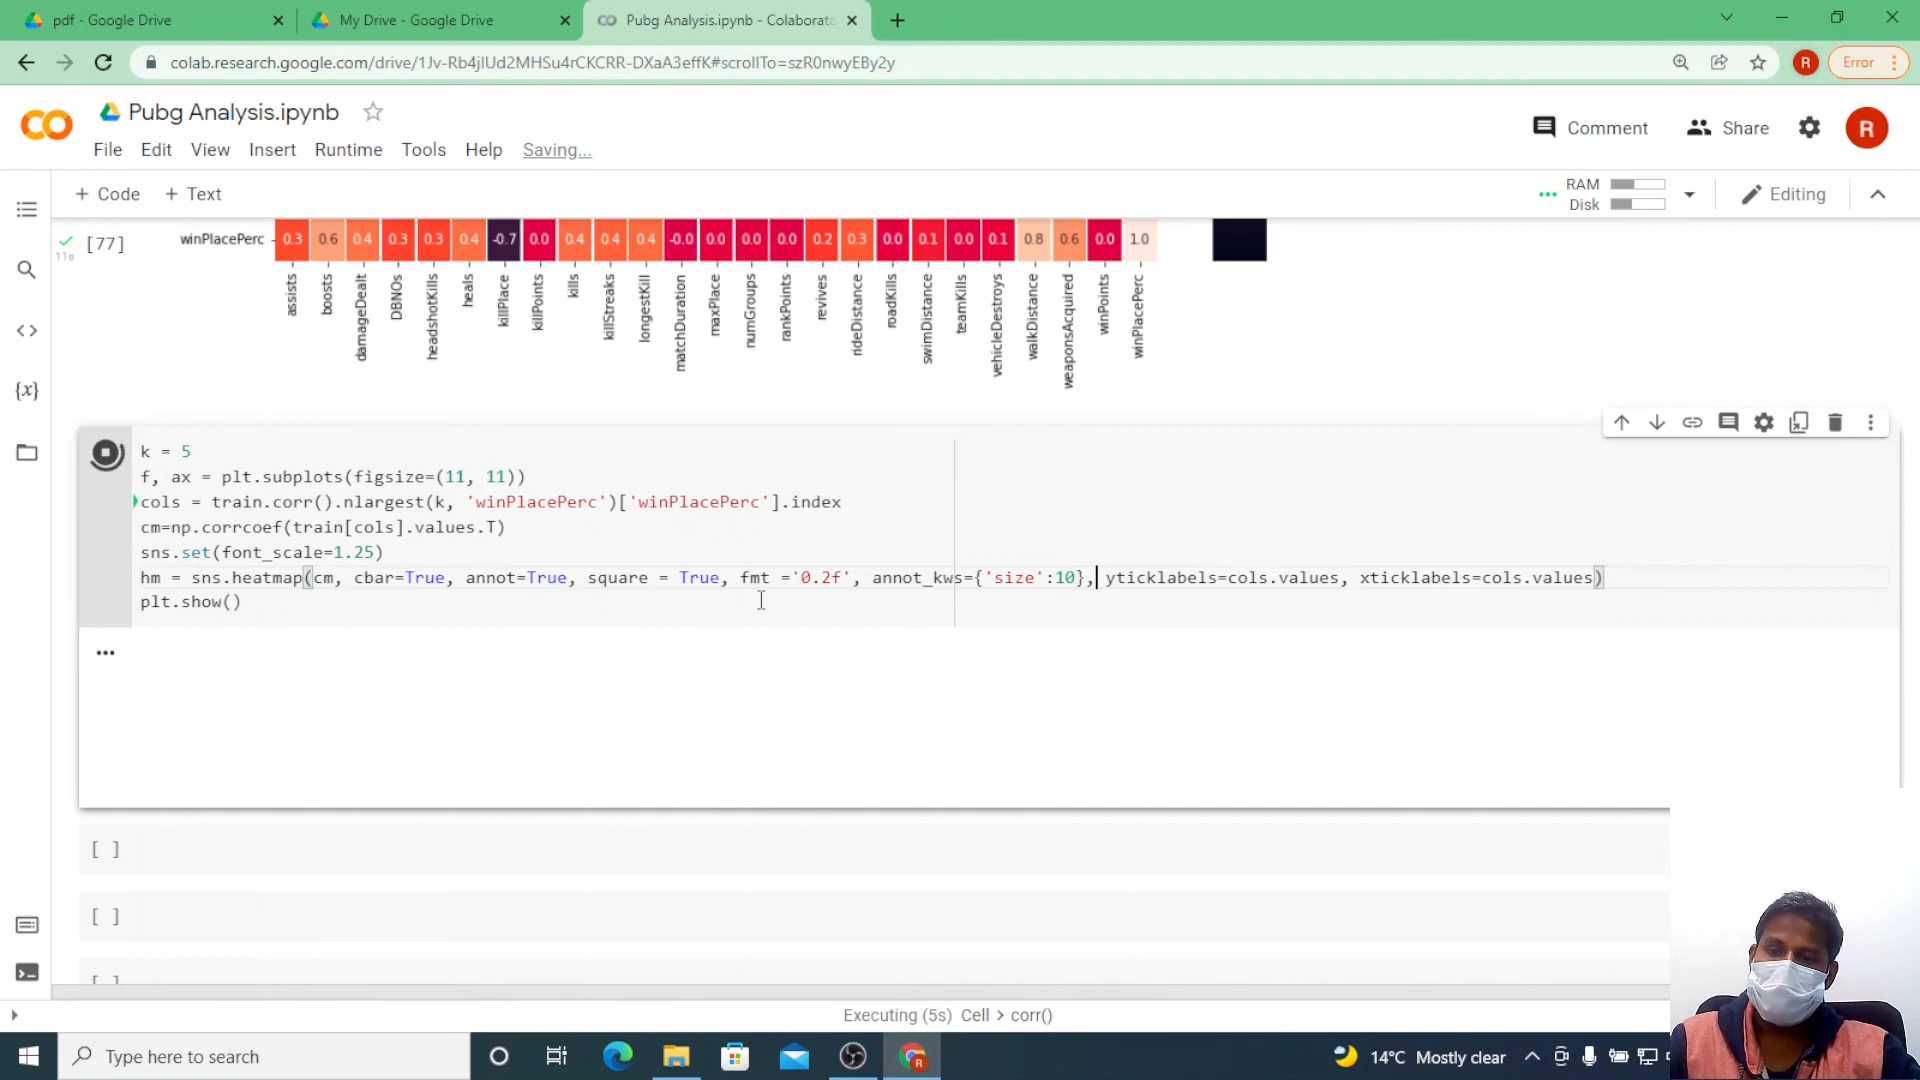 pdf - Google Drive
My Drive - Google Drive
Pubg Analysis.ipynb - Colaborato
colab.research.google.com/drive/1Jv-Rb4jlUd2MHSu4rCKCRR-DXaA3effK#scrollTo=szR0nwyEBy2y
R
Error
CO
Pubg Analysis.ipynb
File Edit View Insert Runtime Tools Help Saving...
Comment
Share
R
+ Code + Text
RAM
Disk
Editing
11s
[77]
winPlacePerc
0.3 0.6 0.4 0.3 0.3 0.4 -0.7 0.0 0.4 0.4 0.4 -0.0 0.0 0.0 0.0 0.2 0.3 0.0 0.1 0.0 0.1 0.8 0.6 0.0 1.0
assists
boosts
damageDealt
DBNOs
headshotKills
heals
killPlace
killPoints
kills
killStreaks
longestKill
matchDuration
maxPlace
numGroups
rankPoints
revives
rideDistance
roadKills
swimDistance
teamKills
vehicleDestroys
walkDistance
weaponsAcquired
winPoints
winPlacePerc
{x}
k = 5
f, ax = plt.subplots(figsize=(11, 11))
cols = train.corr().nlargest(k, 'winPlacePerc')['winPlacePerc'].index
cm=np.corrcoef(train[cols].values.T)
sns.set(font_scale=1.25)
hm = sns.heatmap(cm, cbar=True, annot=True, square = True, fmt ='0.2f', annot_kws={'size':10}, yticklabels=cols.values, xticklabels=cols.values)
plt.show()
[ ]
[ ]
[ ]
Executing (5s) Cell > corr()
Type here to search
R
14°C Mostly clear